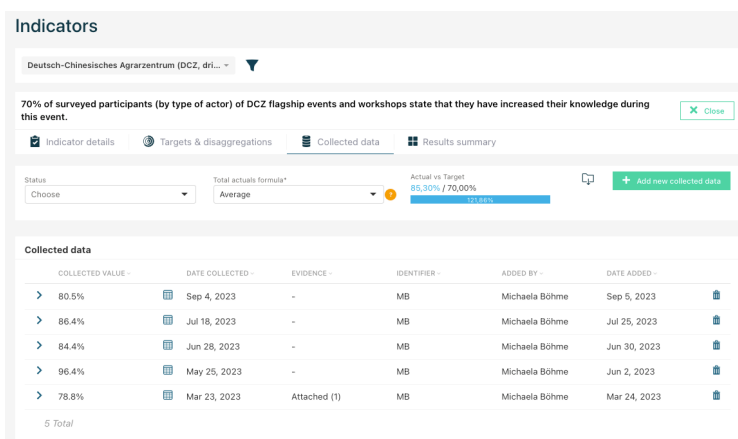 Indicators
Deutsch-Chinesisches Agrarzentrum (DCZ, dri...
70% of surveyed participants (by type of actor) of DCZ flagship events and workshops state that they have increased their knowledge during
this event.
Close
Indicator details
Targets & disaggregations
Collected data
Results summary
Status
Choose
Total actuals formula*
Average
?
Actual vs Target
85,30% / 70,00%
121,86%
+ Add new collected data
Collected data
COLLECTED VALUE DATE COLLECTED EVIDENCE IDENTIFIER ADDED BY DATE ADDED
80.5% Sep 4, 2023 - MB Michaela Böhme Sep 5, 2023
86.4% Jul 18, 2023 - MB Michaela Böhme Jul 25, 2023
84.4% Jun 28, 2023 - MB Michaela Böhme Jun 30, 2023
96.4% May 25, 2023 - MB Michaela Böhme Jun 2, 2023
78.8% Mar 23, 2023 Attached (1) MB Michaela Böhme Mar 24, 2023
5 Total